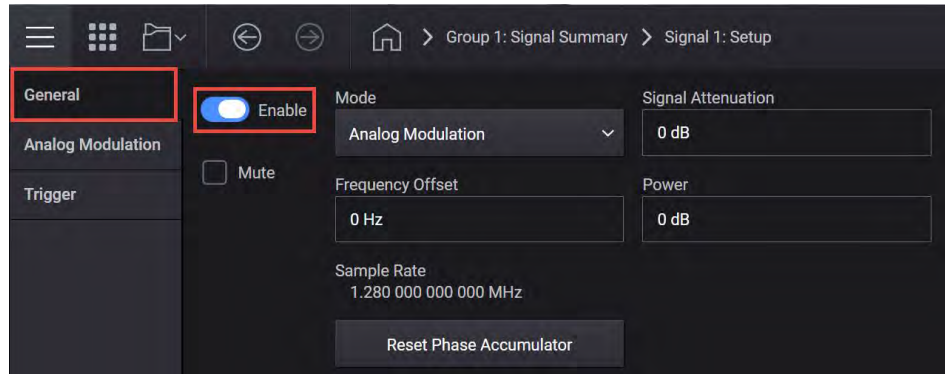 Group 1: Signal Summary > Signal 1: Setup
General
Analog Modulation
Trigger
Enable
Mute
Mode
Analog Modulation
Signal Attenuation
0 dB
Frequency Offset
0 Hz
Power
0 dB
Sample Rate
1.280 000 000 000 MHz
Reset Phase Accumulator